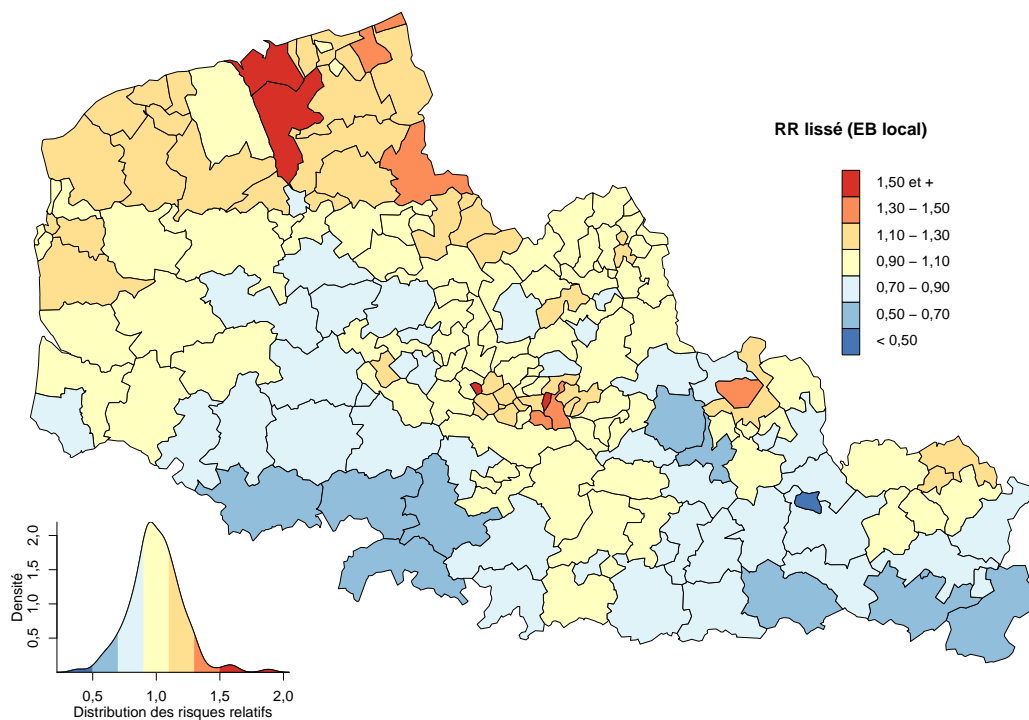 RR lissé (EB local)
1,50 et +
1,30 − 1,50
1,10 − 1,30
0,90 − 1,10
0,70 − 0,90
0,50 − 0,70
< 0,50
Densité
2,0
1,5
1,0
0,5
0,5 1,0 1,5 2,0
Distribution des risques relatifs